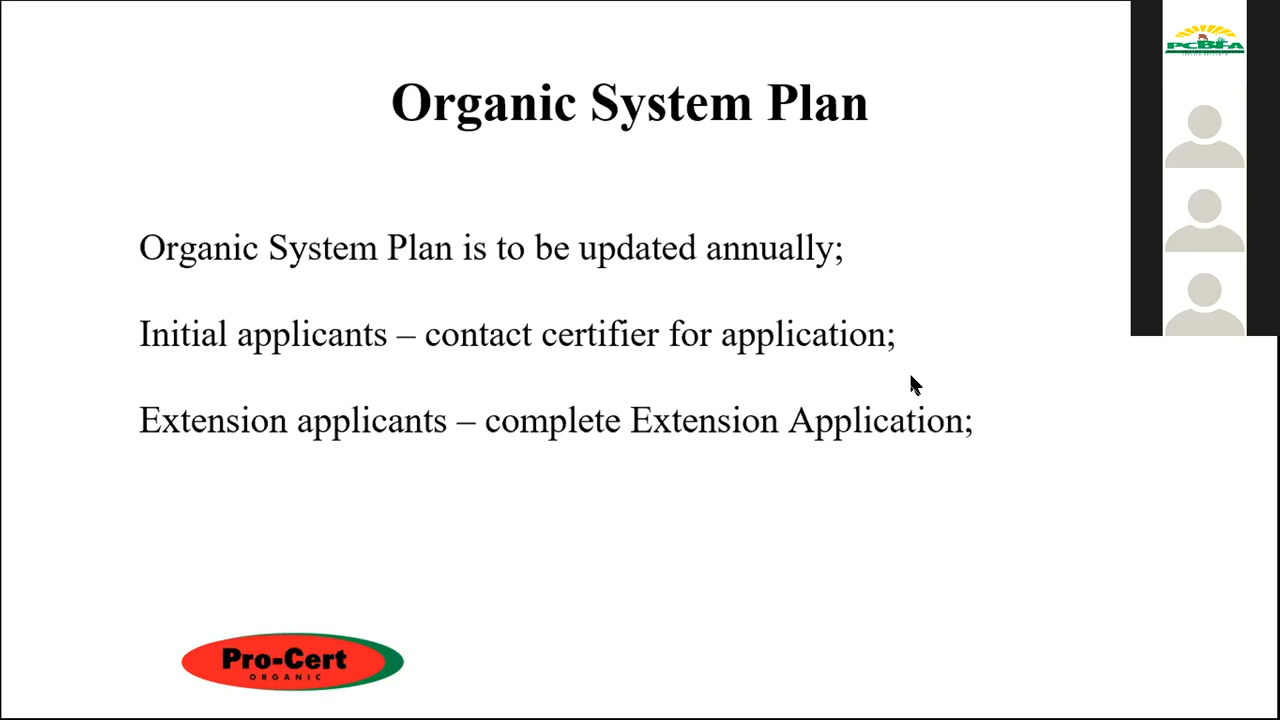 Organic System Plan
Organic System Plan is to be updated annually;
Initial applicants – contact certifier for application;
Extension applicants – complete Extension Application;
Pro-Cert
ORGANIC
PCBFA